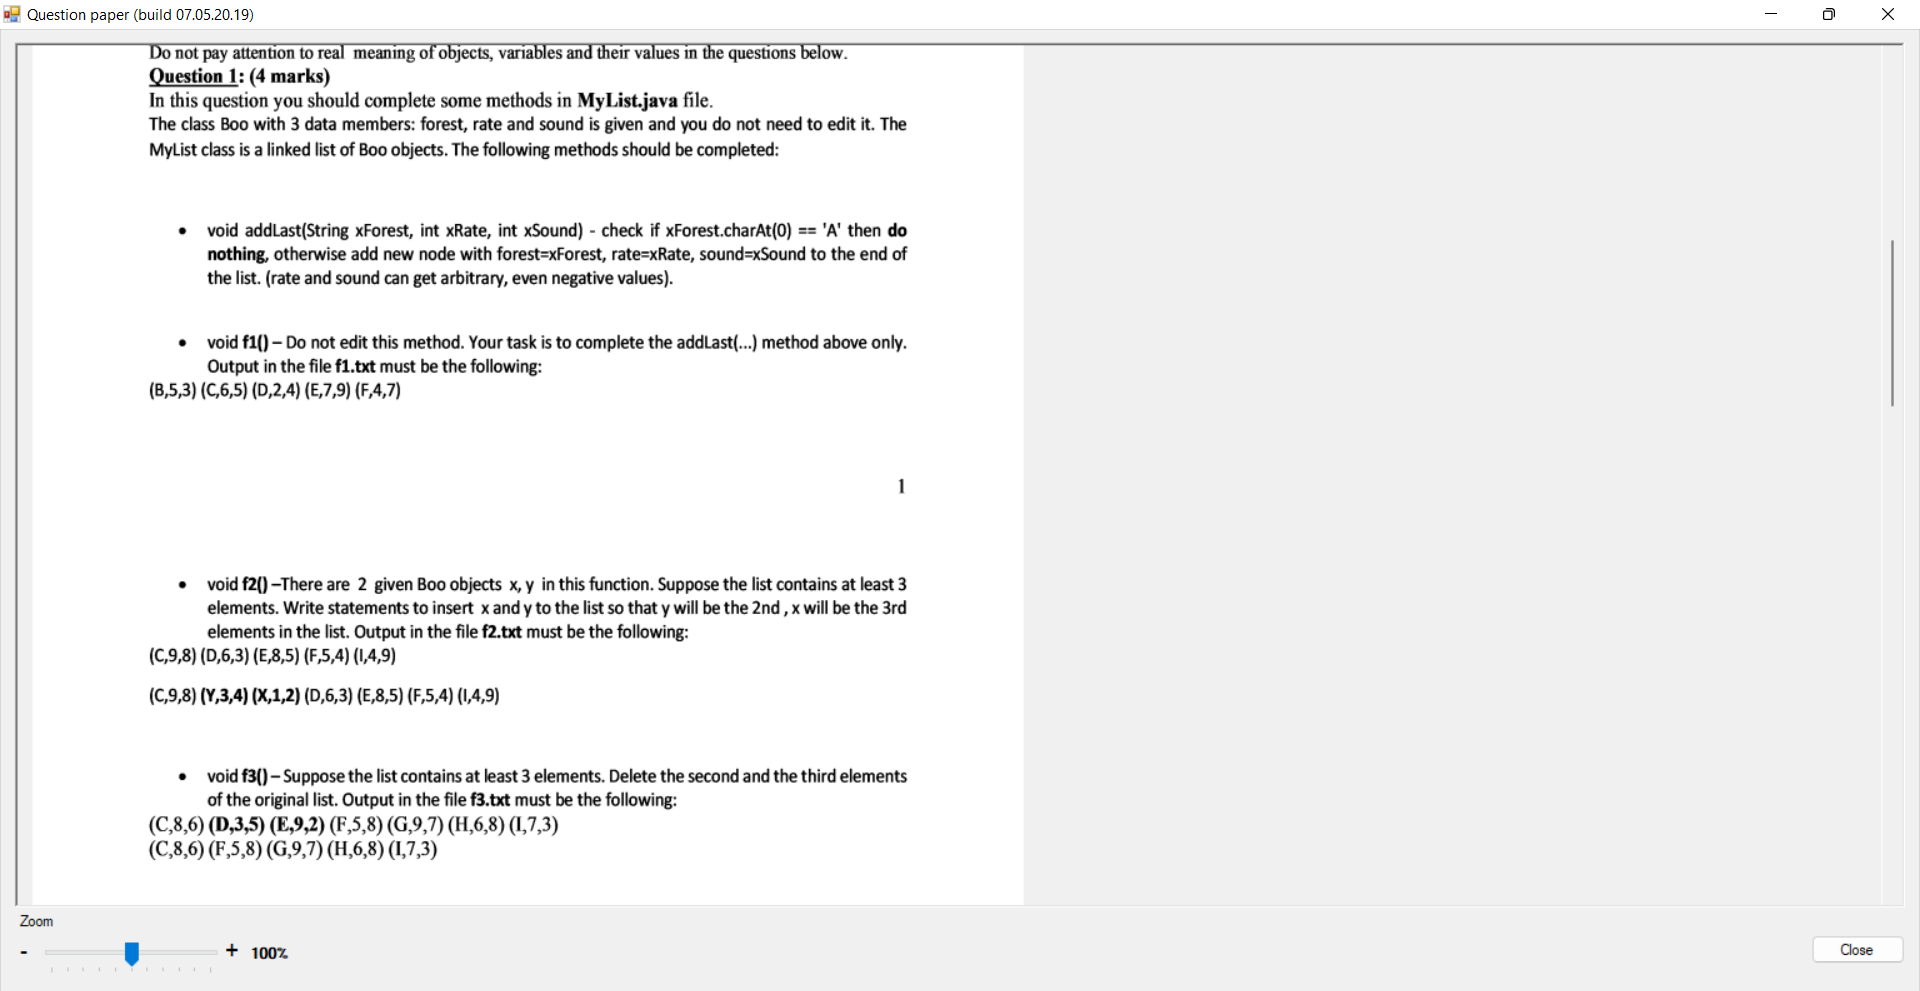 Question paper (build 07.05.20.19)
Do not pay attention to real meaning of objects, variables and their values in the questions below.
Question 1: (4 marks)
In this question you should complete some methods in MyList.java file.
The class Boo with 3 data members: forest, rate and sound is given and you do not need to edit it. The
MyList class is a linked list of Boo objects. The following methods should be completed:
• void addLast(String xForest, int xRate, int xSound) - check if xForest.charAt(0) == 'A' then do
nothing, otherwise add new node with forest=xForest, rate=xRate, sound=xSound to the end of
the list. (rate and sound can get arbitrary, even negative values).
• void f1() – Do not edit this method. Your task is to complete the addLast(...) method above only.
Output in the file f1.txt must be the following:
(B,5,3) (C,6,5) (D,2,4) (E,7,9) (F,4,7)
1
• void f2() –There are 2 given Boo objects x, y in this function. Suppose the list contains at least 3
elements. Write statements to insert x and y to the list so that y will be the 2nd , x will be the 3rd
elements in the list. Output in the file f2.txt must be the following:
(C,9,8) (D,6,3) (E,8,5) (F,5,4) (I,4,9)
(C,9,8) (Y,3,4) (X,1,2) (D,6,3) (E,8,5) (F,5,4) (I,4,9)
• void f3() – Suppose the list contains at least 3 elements. Delete the second and the third elements
of the original list. Output in the file f3.txt must be the following:
(C,8,6) (D,3,5) (E,9,2) (F,5,8) (G,9,7) (H,6,8) (I,7,3)
(C,8,6) (F,5,8) (G,9,7) (H,6,8) (I,7,3)
Zoom
- + 100%
Close